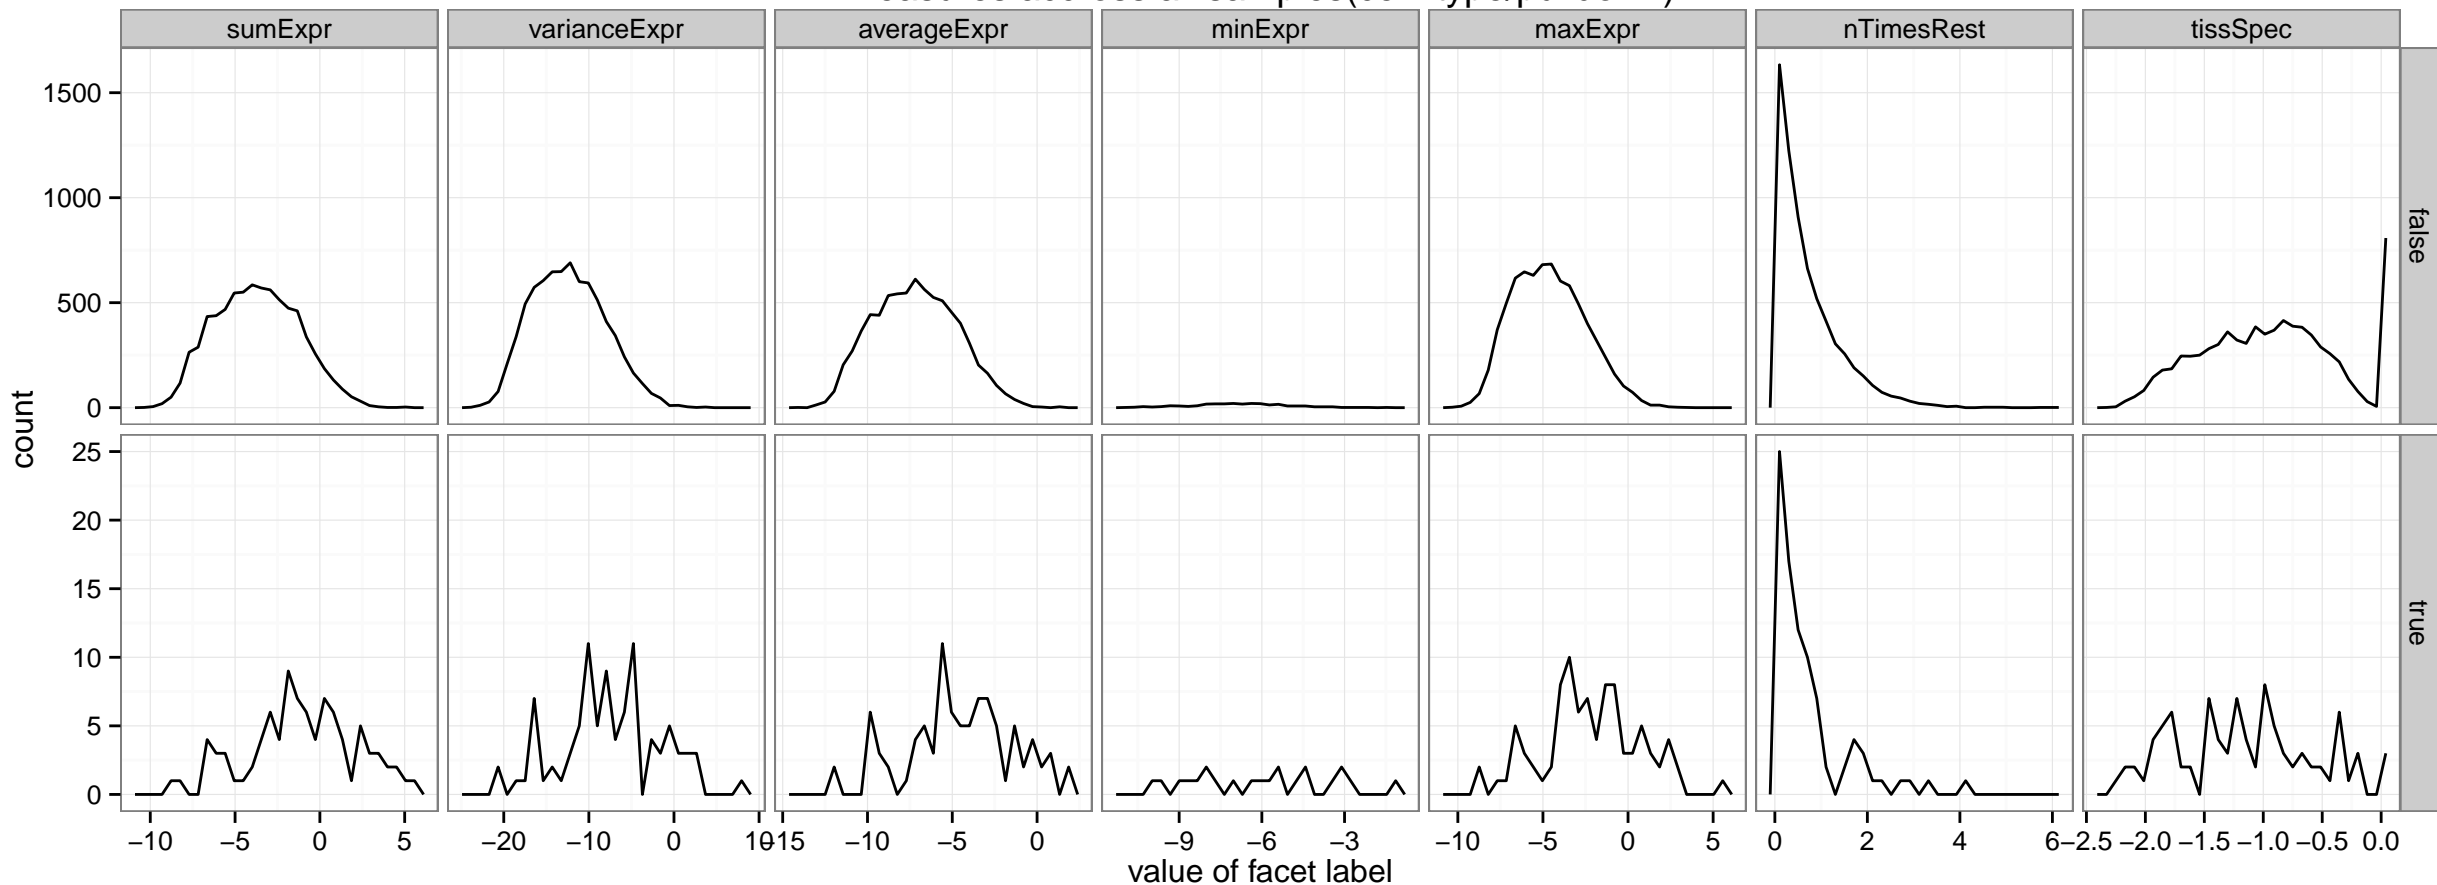 sumExpr varianceExpr averageExpr minExpr maxExpr nTimesRest tissSpec
1500
1000
500
0
false
25
20
15
10
5
0
true
count
−10 −5 0 5 −20 −10 0 10 −15 −10 −5 0 −9 −6 −3 −10 −5 0 5 0 2 4 6 −2.5 −2.0 −1.5 −1.0 −0.5 0.0
value of facet label